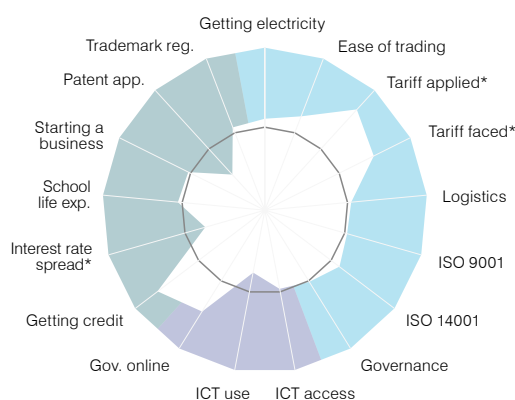 Getting electricity
Trademark reg.
Ease of trading
Patent app.
Tariff applied*
Starting a
business
Tariff faced*
School
life exp.
Logistics
Interest rate
spread*
ISO 9001
Getting credit
ISO 14001
Gov. online
Governance
ICT use
ICT access